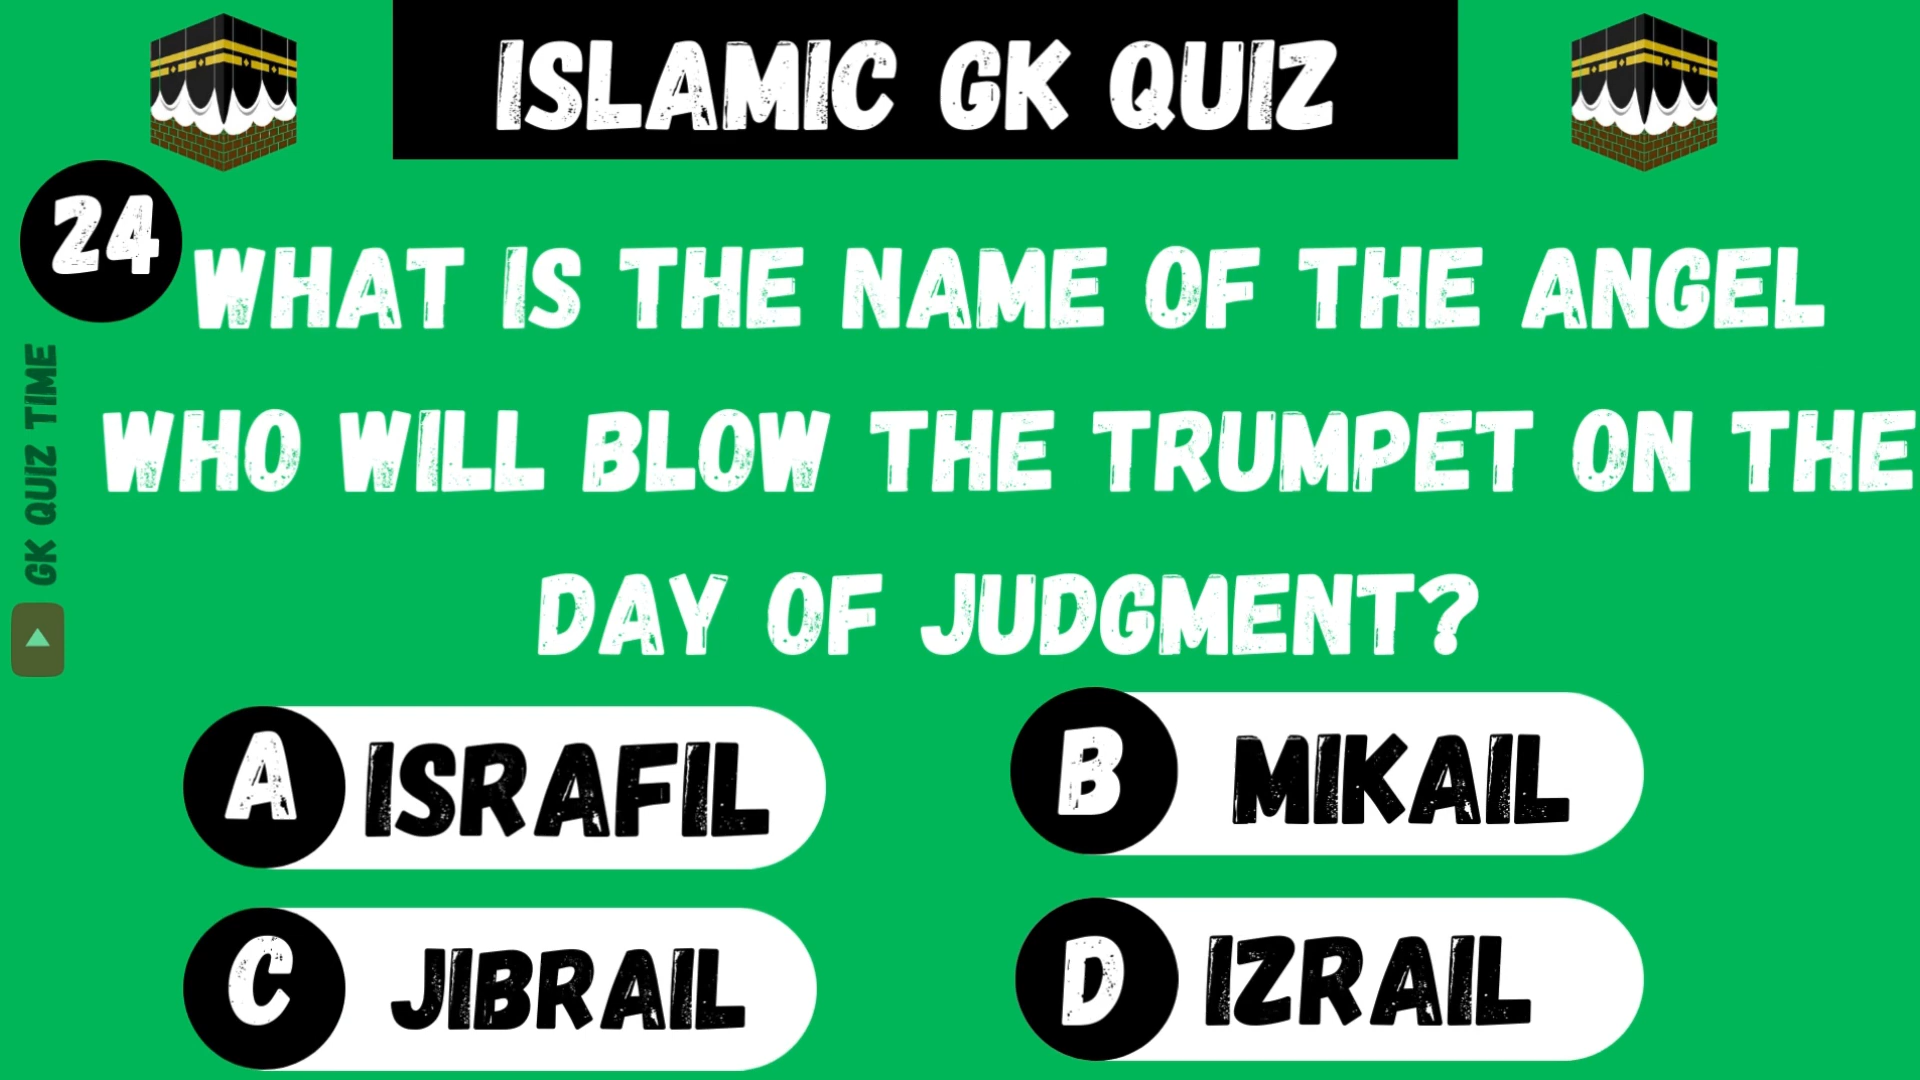 ISLAMIC GK QUIZ
24
WHAT IS THE NAME OF THE ANGEL
WHO WILL BLOW THE TRUMPET ON THE
DAY OF JUDGMENT?
GK QUIZ TIME
A ISRAFIL
B MIKAIL
C JIBRAIL
D IZRAIL